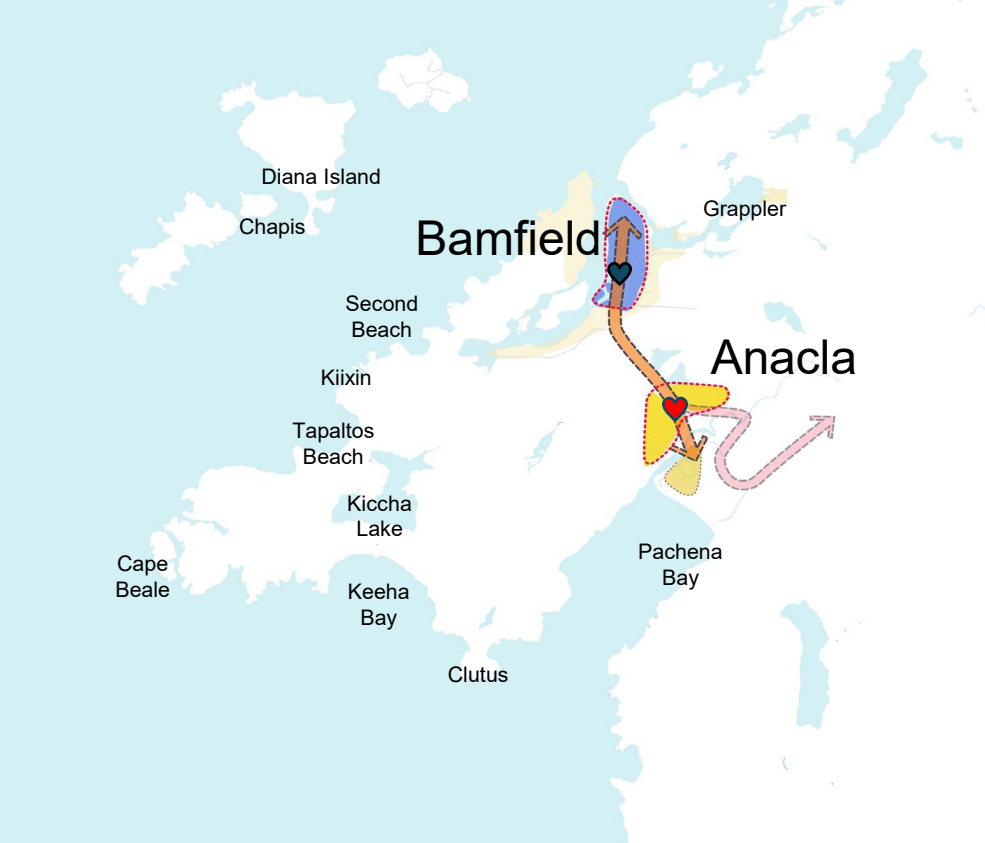 Diana Island
Chapis
Grappler
Bamfield
Second
Beach
Anacla
Kiixin
Tapaltos
Beach
Kiccha
Lake
Pachena
Bay
Cape
Beale
Keeha
Bay
Clutus